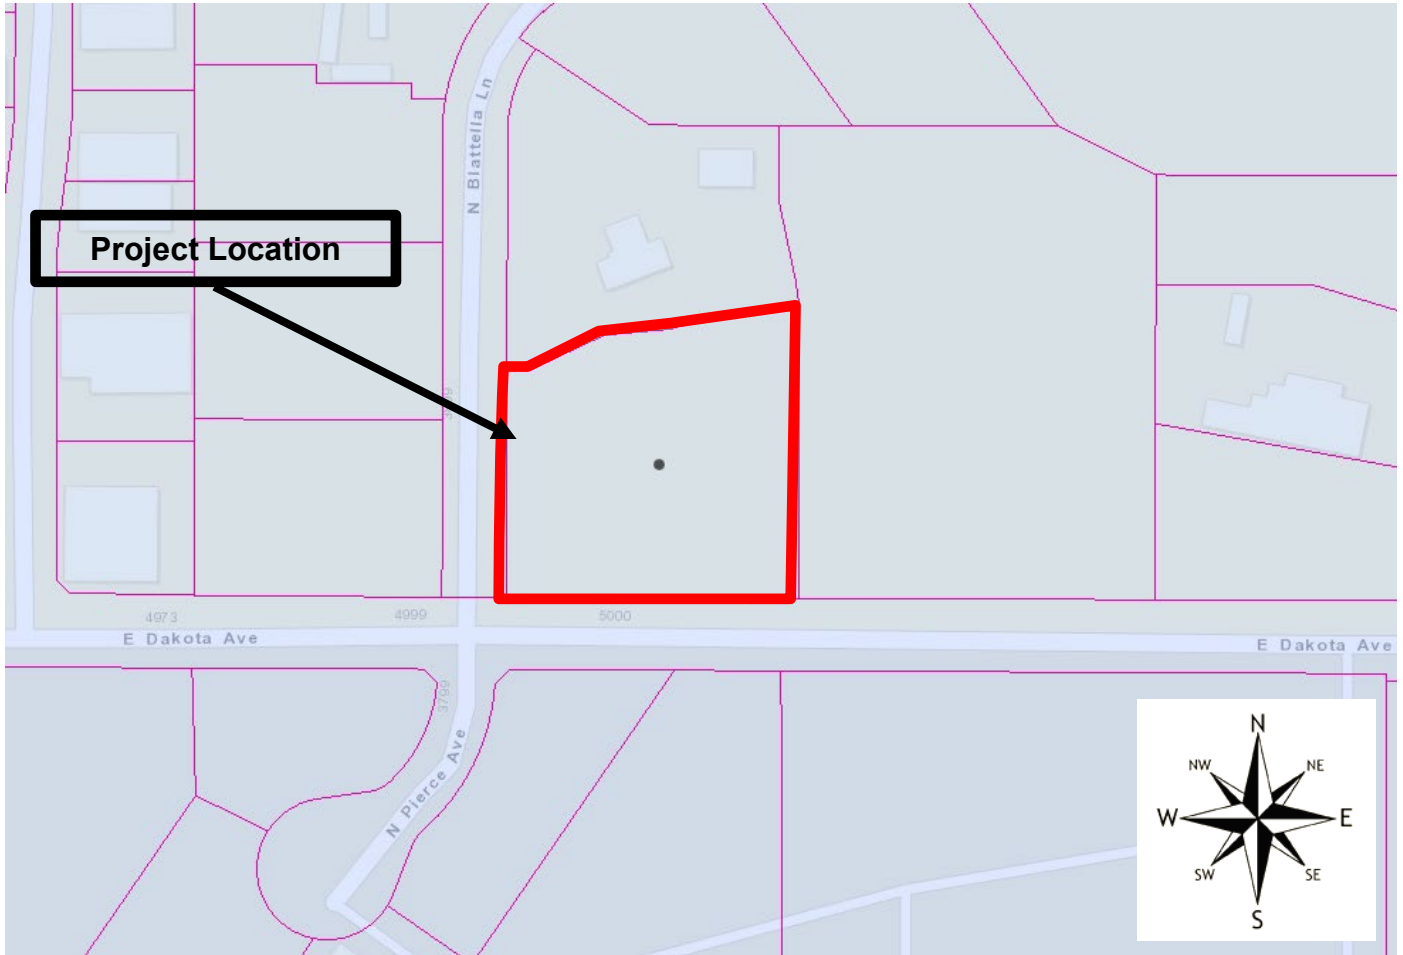 N Blattella Ln
Project Location
4973
4999
5000
E Dakota Ave
E Dakota Ave
3799
N Pierce Ave
N
NW
NE
W
E
SW
SE
S